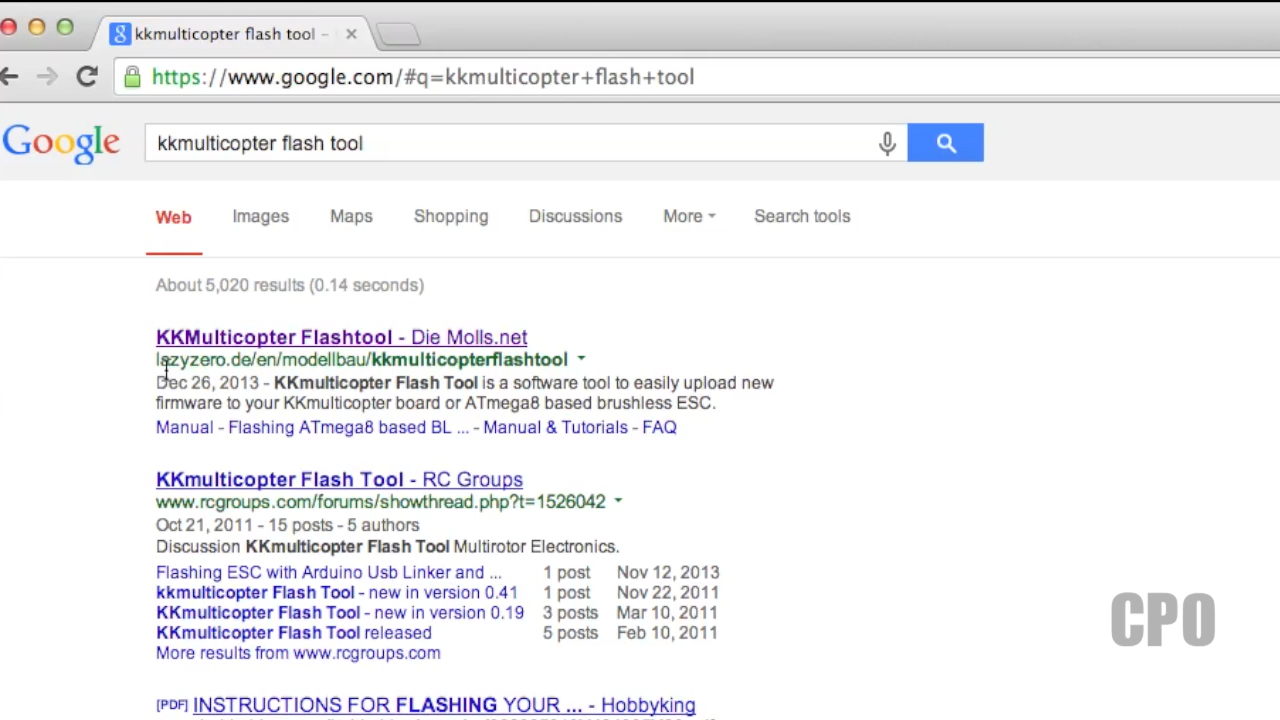 kkmulticopter flash tool –
https://www.google.com/#q=kkmulticopter+flash+tool
Google
kkmulticopter flash tool
Web Images Maps Shopping Discussions More Search tools
About 5,020 results (0.14 seconds)
KKMulticopter Flashtool - Die Molls.net
lazyzero.de/en/modellbau/kkmulticopterflashtool
Dec 26, 2013 - KKmulticopter Flash Tool is a software tool to easily upload new
firmware to your KKmulticopter board or ATmega8 based brushless ESC.
Manual - Flashing ATmega8 based BL ... - Manual & Tutorials - FAQ
KKmulticopter Flash Tool - RC Groups
www.rcgroups.com/forums/showthread.php?t=1526042
Oct 21, 2011 - 15 posts - 5 authors
Discussion KKmulticopter Flash Tool Multirotor Electronics.
Flashing ESC with Arduino Usb Linker and ... 1 post Nov 12, 2013
kkmulticopter Flash Tool - new in version 0.41 1 post Nov 22, 2011
KKmulticopter Flash Tool - new in version 0.19 3 posts Mar 10, 2011
KKmulticopter Flash Tool released 5 posts Feb 10, 2011
More results from www.rcgroups.com
CPO
[PDF] INSTRUCTIONS FOR FLASHING YOUR ... - Hobbyking